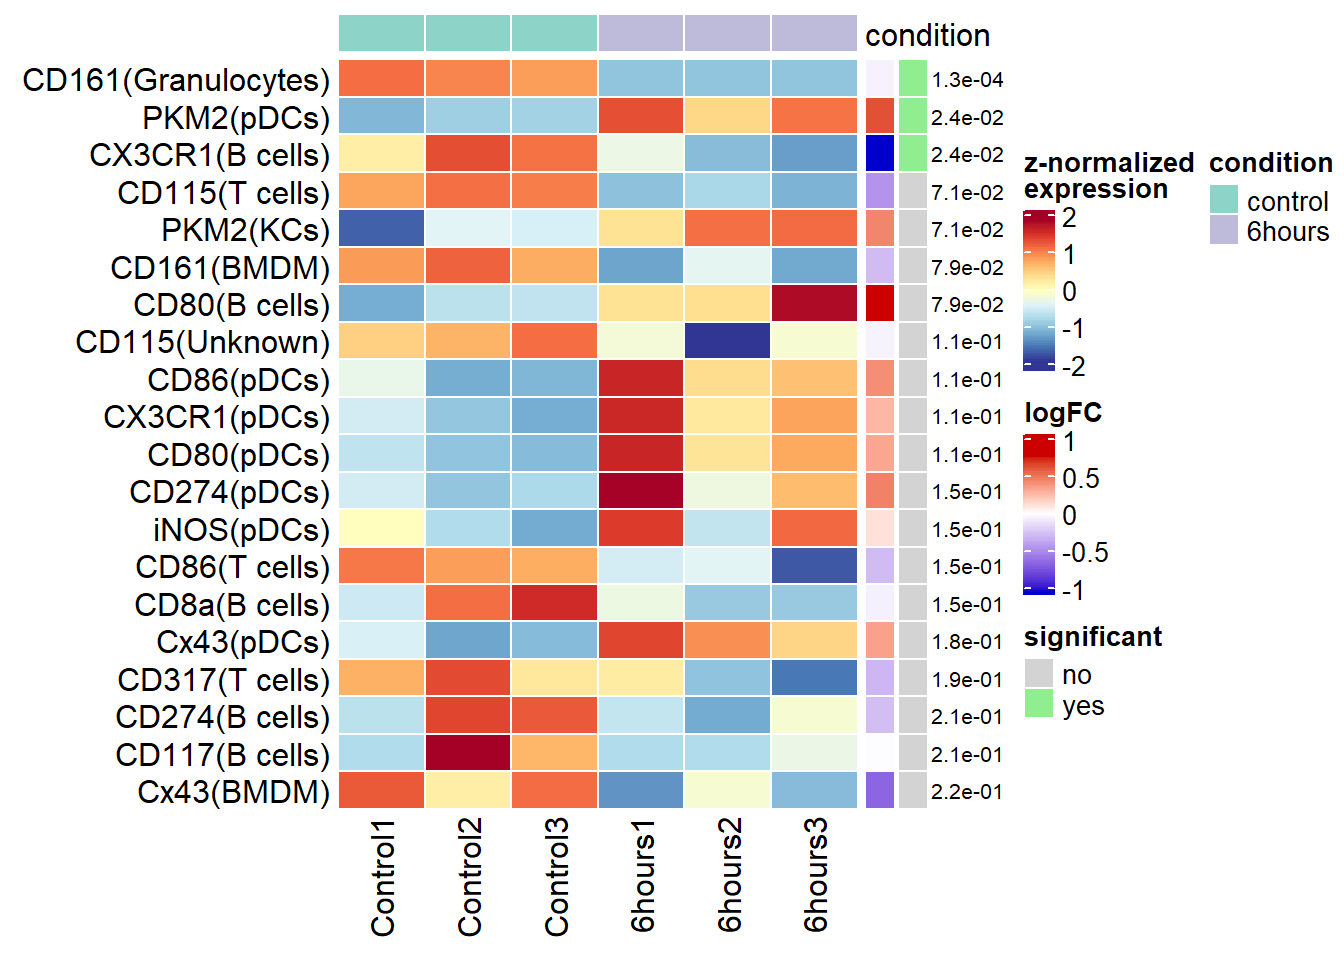 condition
CD161(Granulocytes) 1.3e-04
PKM2(pDCs) 2.4e-02
CX3CR1(B cells) 2.4e-02
CD115(T cells) 7.1e-02
PKM2(KCs) 7.1e-02
CD161(BMDM) 7.9e-02
CD80(B cells) 7.9e-02
CD115(Unknown) 1.1e-01
CD86(pDCs) 1.1e-01
CX3CR1(pDCs) 1.1e-01
CD80(pDCs) 1.1e-01
CD274(pDCs) 1.5e-01
iNOS(pDCs) 1.5e-01
CD86(T cells) 1.5e-01
CD8a(B cells) 1.5e-01
Cx43(pDCs) 1.8e-01
CD317(T cells) 1.9e-01
CD274(B cells) 2.1e-01
CD117(B cells) 2.1e-01
Cx43(BMDM) 2.2e-01
Control1
Control2
Control3
6hours1
6hours2
6hours3
z-normalized
expression
2
1
0
-1
-2
logFC
1
0.5
0
-0.5
-1
significant
no
yes
condition
control
6hours